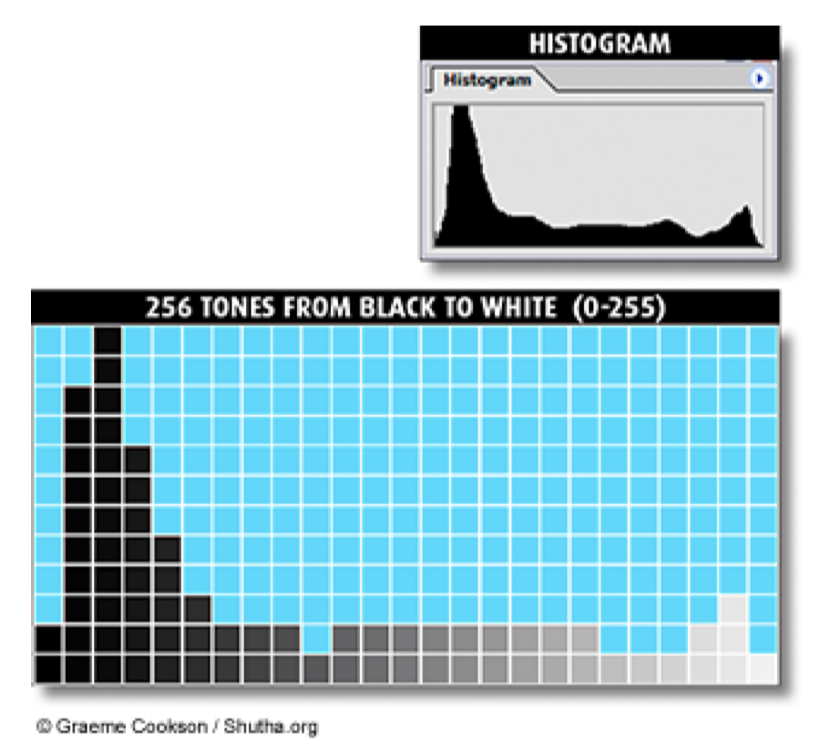 HISTOGRAM
Histogram
256 TONES FROM BLACK TO WHITE (0-255)
© Graeme Cookson / Shutha.org